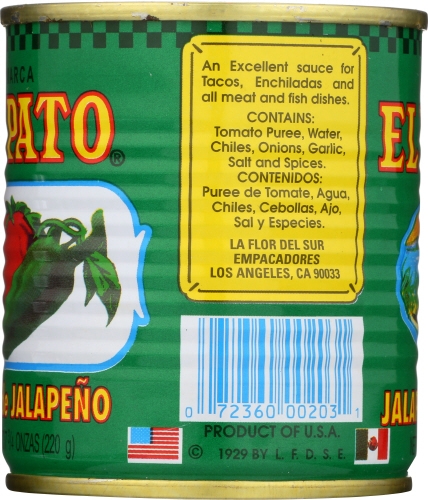 MARCA
PATO®
JALAPEÑO
ONZAS (220 g)
An Excellent sauce for
Tacos, Enchiladas and
all meat and fish dishes.
CONTAINS:
Tomato Puree, Water,
Chiles, Onions, Garlic,
Salt and Spices.
CONTENIDOS:
Puree de Tomate, Agua,
Chiles, Cebollas, Ajo,
Sal y Especies.
LA FLOR DEL SUR
EMPACADORES
LOS ANGELES, CA 90033
0 72360 00203 1
PRODUCT OF U.S.A.
© 1929 BY L. F. D. S. E.
EL
JALA